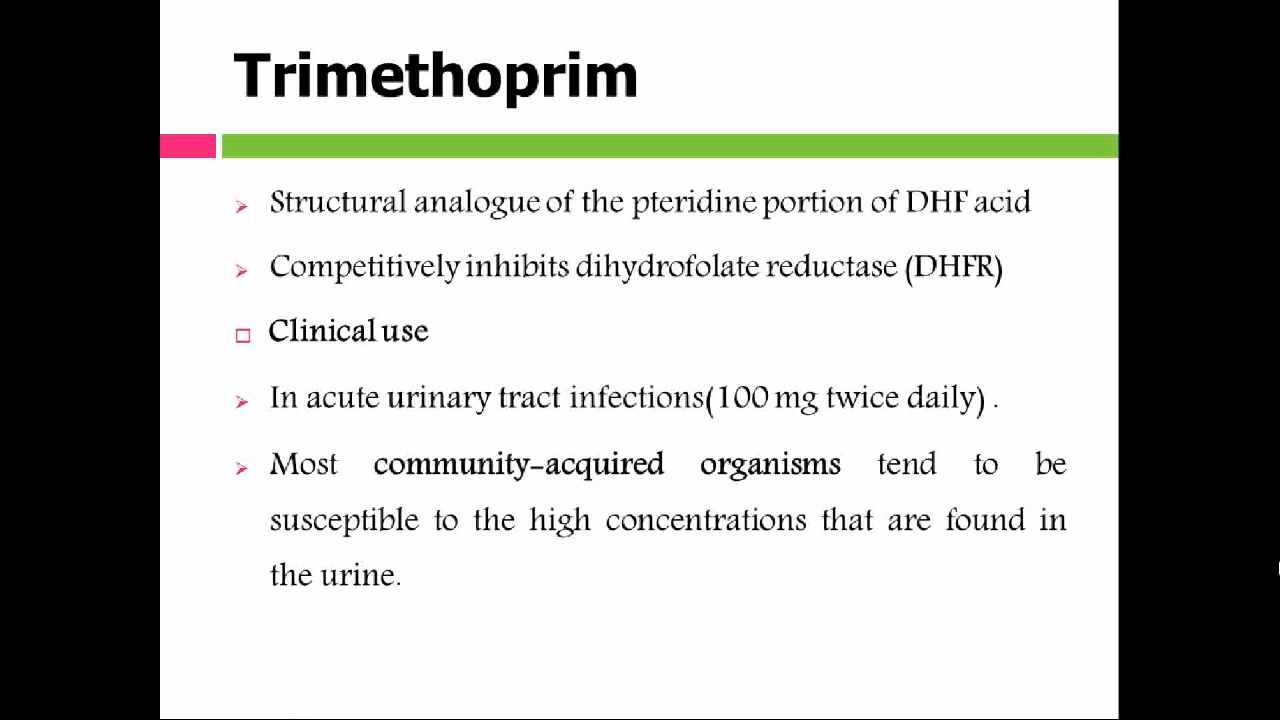 Trimethoprim
Structural analogue of the pteridine portion of DHF acid
Competitively inhibits dihydrofolate reductase (DHFR)
Clinical use
In acute urinary tract infections(100 mg twice daily) .
Most community-acquired organisms tend to be
susceptible to the high concentrations that are found in
the urine.